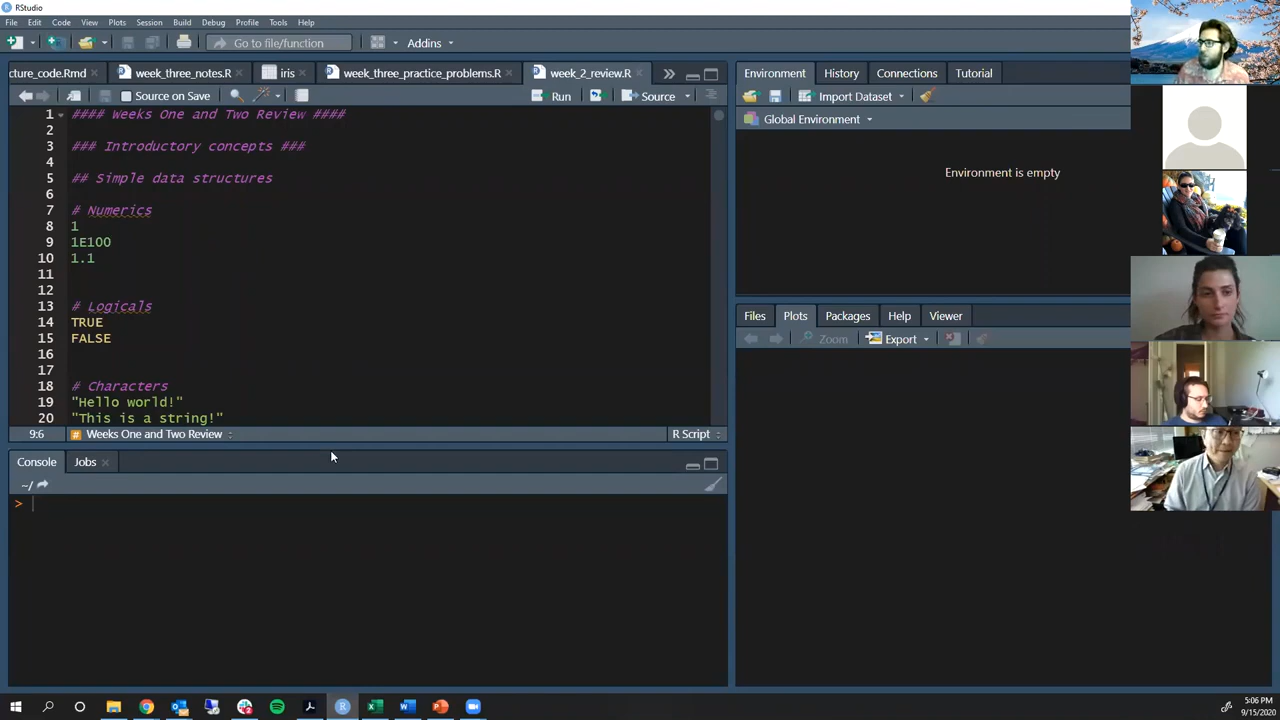 RStudio
File Edit Code View Plots Session Build Debug Profile Tools Help
Go to file/function Addins
cture_code.Rmd week_three_notes.R iris week_three_practice_problems.R week_2_review.R
Source on Save Run Source
1 #### Weeks One and Two Review ####
2
3 ### Introductory concepts ###
4
5 ## Simple data structures
6
7 # Numerics
8 1
9 1E100
10 1.1
11
12
13 # Logicals
14 TRUE
15 FALSE
16
17
18 # Characters
19 "Hello world!"
20 "This is a string!"
9:6 # Weeks One and Two Review R Script
Console Jobs
~/
>
Environment History Connections Tutorial
Import Dataset
Global Environment
Environment is empty
Files Plots Packages Help Viewer
Zoom Export
5:06 PM
9/15/2020